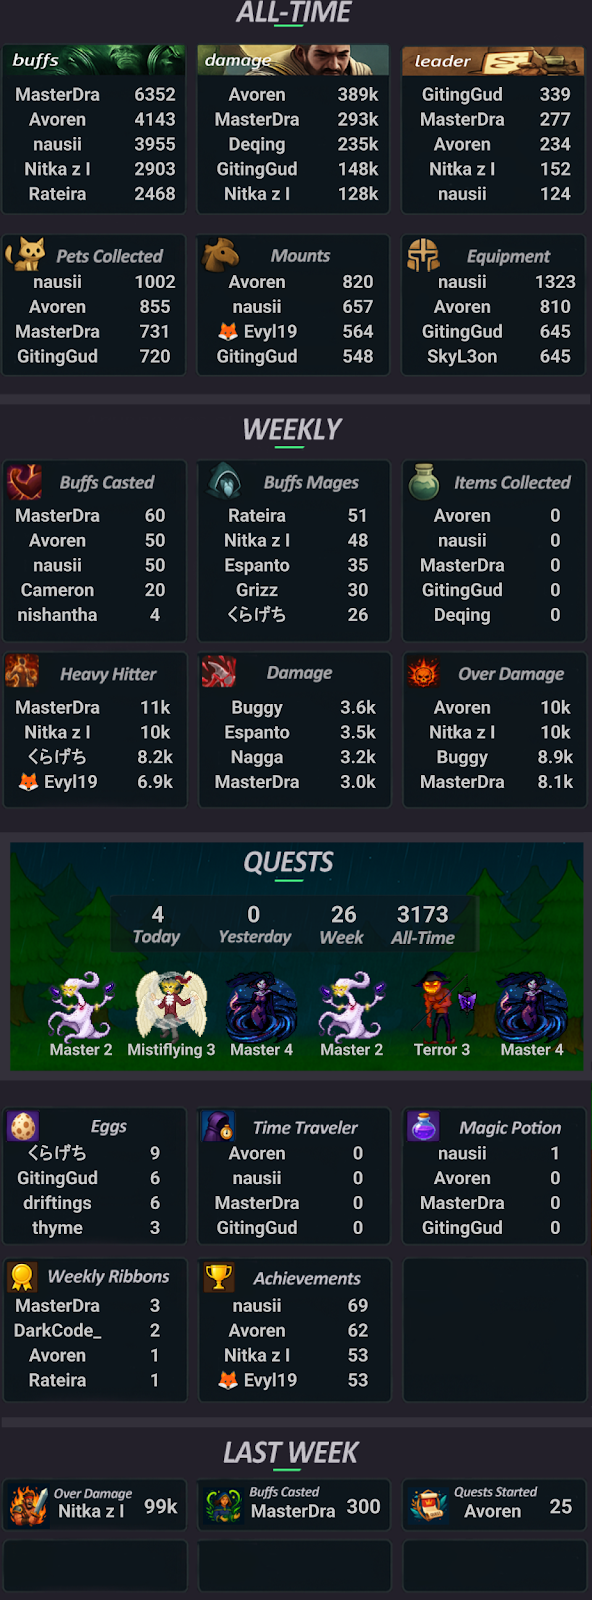 ALL-TIME
buffs
MasterDra 6352
Avoren 4143
nausii 3955
Nitka z I 2903
Rateira 2468
damage
Avoren 389k
MasterDra 293k
Deqing 235k
GitingGud 148k
Nitka z I 128k
leader
GitingGud 339
MasterDra 277
Avoren 234
Nitka z I 152
nausii 124
Pets Collected
nausii 1002
Avoren 855
MasterDra 731
GitingGud 720
Mounts
Avoren 820
nausii 657
🦊 Evyl19 564
GitingGud 548
Equipment
nausii 1323
Avoren 810
GitingGud 645
SkyL3on 645
WEEKLY
Buffs Casted
MasterDra 60
Avoren 50
nausii 50
Cameron 20
nishantha 4
Buffs Mages
Rateira 51
Nitka z I 48
Espanto 35
Grizz 30
くらげち 26
Items Collected
Avoren 0
nausii 0
MasterDra 0
GitingGud 0
Deqing 0
Heavy Hitter
MasterDra 11k
Nitka z I 10k
くらげち 8.2k
🦊 Evyl19 6.9k
Damage
Buggy 3.6k
Espanto 3.5k
Nagga 3.2k
MasterDra 3.0k
Over Damage
Avoren 10k
Nitka z I 10k
Buggy 8.9k
MasterDra 8.1k
QUESTS
4 0 26 3173
Today Yesterday Week All-Time
Master 2 Mistiflying 3 Master 4 Master 2 Terror 3 Master 4
Eggs
くらげち 9
GitingGud 6
driftings 6
thyme 3
Time Traveler
Avoren 0
nausii 0
MasterDra 0
GitingGud 0
Magic Potion
nausii 1
Avoren 0
MasterDra 0
GitingGud 0
Weekly Ribbons
MasterDra 3
DarkCode_ 2
Avoren 1
Rateira 1
Achievements
nausii 69
Avoren 62
Nitka z I 53
🦊 Evyl19 53
LAST WEEK
Over Damage
Nitka z I 99k
Buffs Casted
MasterDra 300
Quests Started
Avoren 25